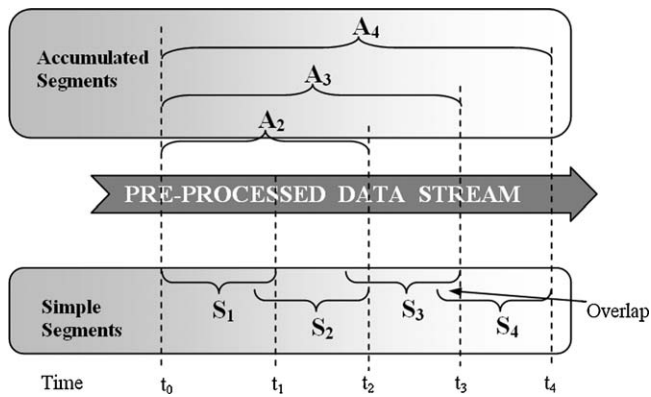 A4
Accumulated
Segments
A3
A2
PRE-PROCESSED DATA STREAM
Simple
Segments
S1
S2
S3
S4
Overlap
Time
t0
t1
t2
t3
t4